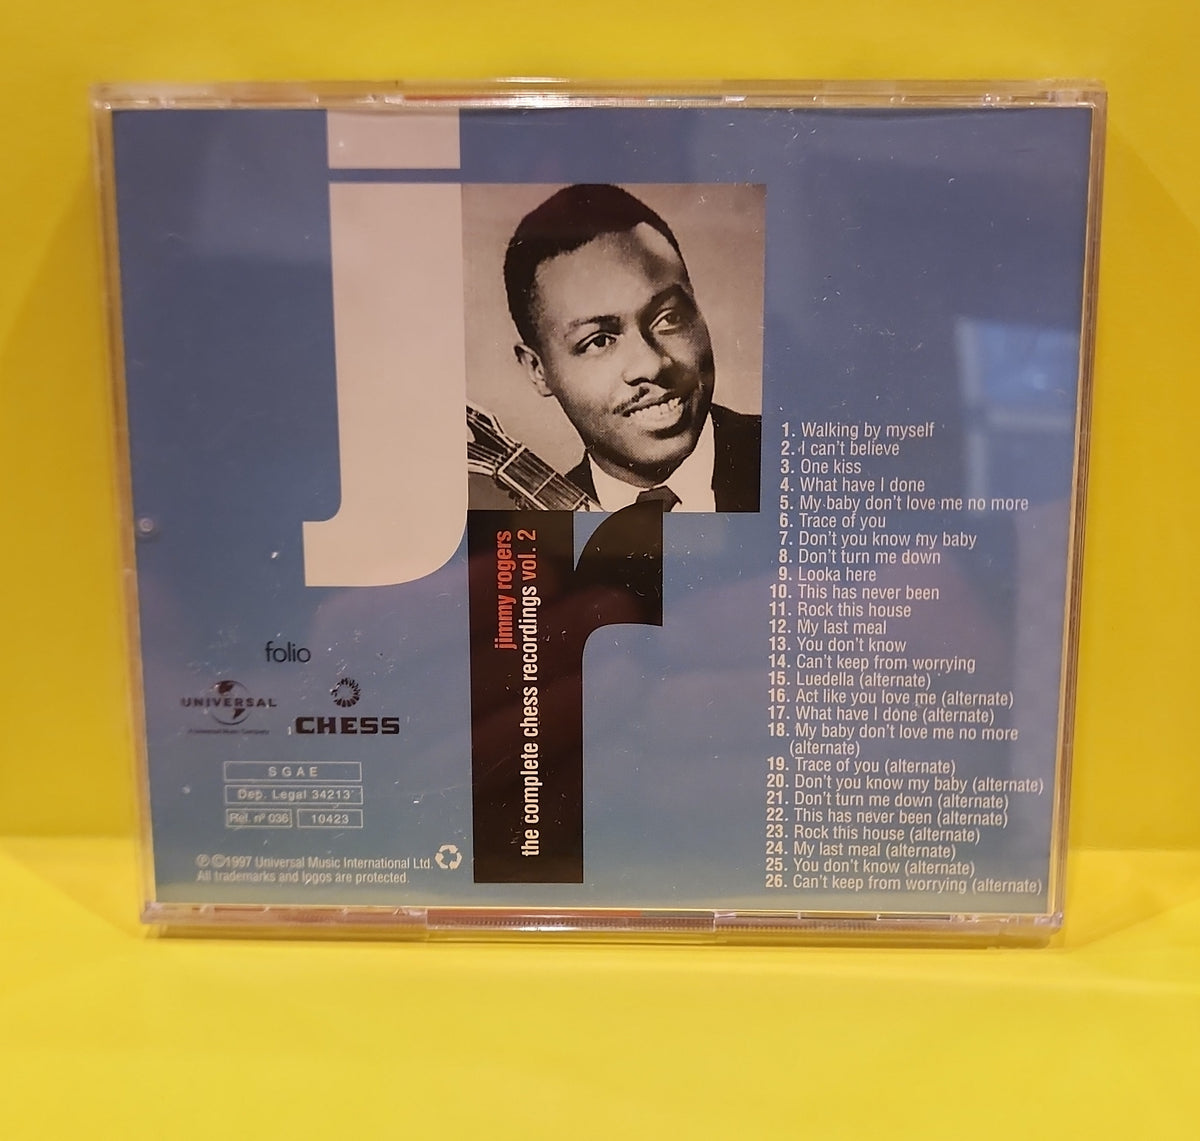 jr
jimmy rogers
the complete chess recordings vol. 2
1. Walking by myself
2. I can't believe
3. One kiss
4. What have I done
5. My baby don't love me no more
6. Trace of you
7. Don't you know my baby
8. Don't turn me down
9. Looka here
10. This has never been
11. Rock this house
12. My last meal
13. You don't know
14. Can't keep from worrying
15. Luedella (alternate)
16. Act like you love me (alternate)
17. What have I done (alternate)
18. My baby don't love me no more
(alternate)
19. Trace of you (alternate)
20. Don't you know my baby (alternate)
21. Don't turn me down (alternate)
22. This has never been (alternate)
23. Rock this house (alternate)
24. My last meal (alternate)
25. You don't know (alternate)
26. Can't keep from worrying (alternate)
folio
UNIVERSAL
A Universal Music Company
CHESS
SGAE
Dep. Legal 34213
Rel. nº 036 10423
℗ ©1997 Universal Music International Ltd.
All trademarks and logos are protected.